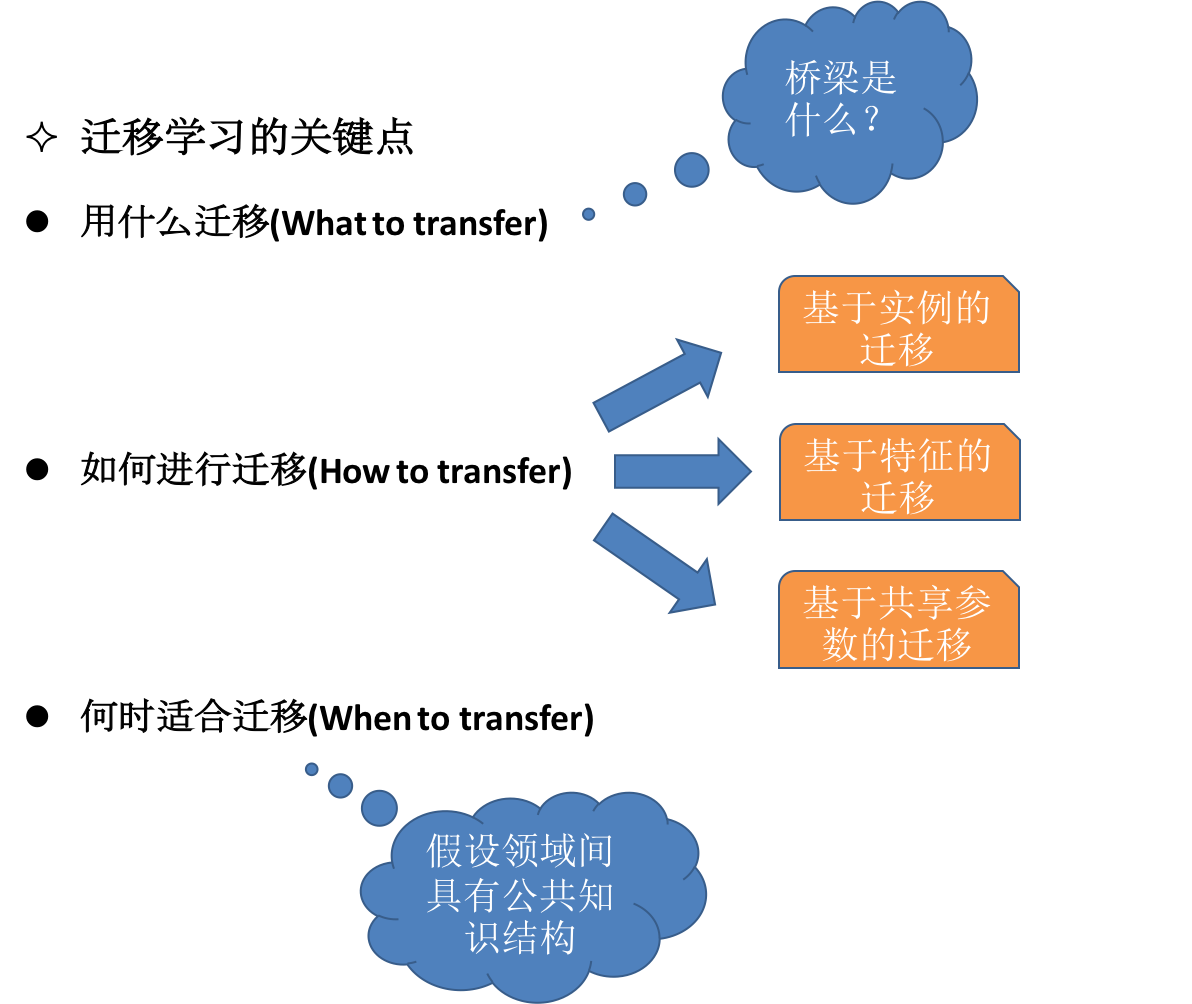 桥梁是
什么？
迁移学习的关键点
用什么迁移(What to transfer)
基于实例的
迁移
如何进行迁移(How to transfer)
基于特征的
迁移
基于共享参
数的迁移
何时适合迁移(When to transfer)
假设领域间
具有公共知
识结构